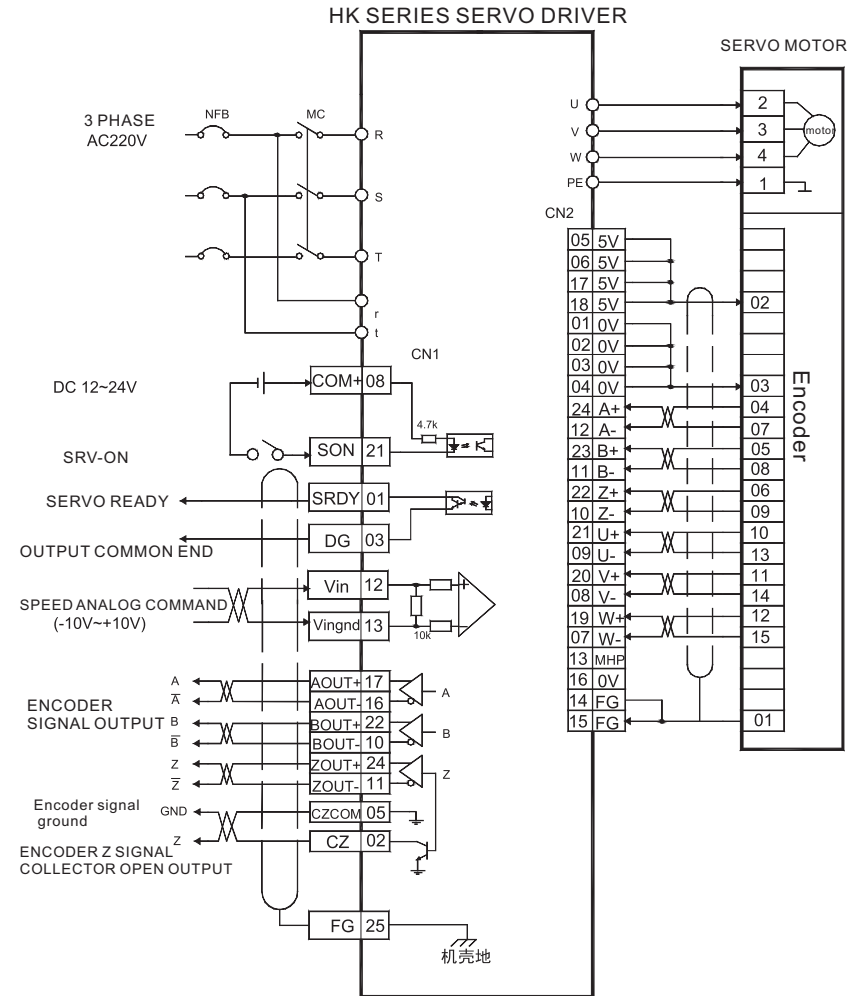 HK SERIES SERVO DRIVER
SERVO MOTOR
3 PHASE
AC220V
NFB
MC
R
S
T
r
t
U
V
W
PE
2
3
4
1
motor
CN2
05 5V
06 5V
17 5V
18 5V
01 0V
02 0V
03 0V
04 0V
24 A+
12 A-
23 B+
11 B-
22 Z+
10 Z-
21 U+
09 U-
20 V+
08 V-
19 W+
07 W-
13 MHP
16 0V
14 FG
15 FG
02
03
04
07
05
08
06
09
10
13
11
14
12
15
01
Encoder
CN1
DC 12~24V
COM+ 08
4.7k
SRV-ON
SON 21
SERVO READY
SRDY 01
OUTPUT COMMON END
DG 03
SPEED ANALOG COMMAND
(-10V~+10V)
Vin 12
Vingnd 13
10k
ENCODER
SIGNAL OUTPUT
A
A̅
B
B̅
Z
Z̅
AOUT+ 17
AOUT- 16
BOUT+ 22
BOUT- 10
ZOUT+ 24
ZOUT- 11
A
B
Z
Encoder signal
ground
GND
CZCOM 05
Z
CZ 02
ENCODER Z SIGNAL
COLLECTOR OPEN OUTPUT
FG 25
机壳地